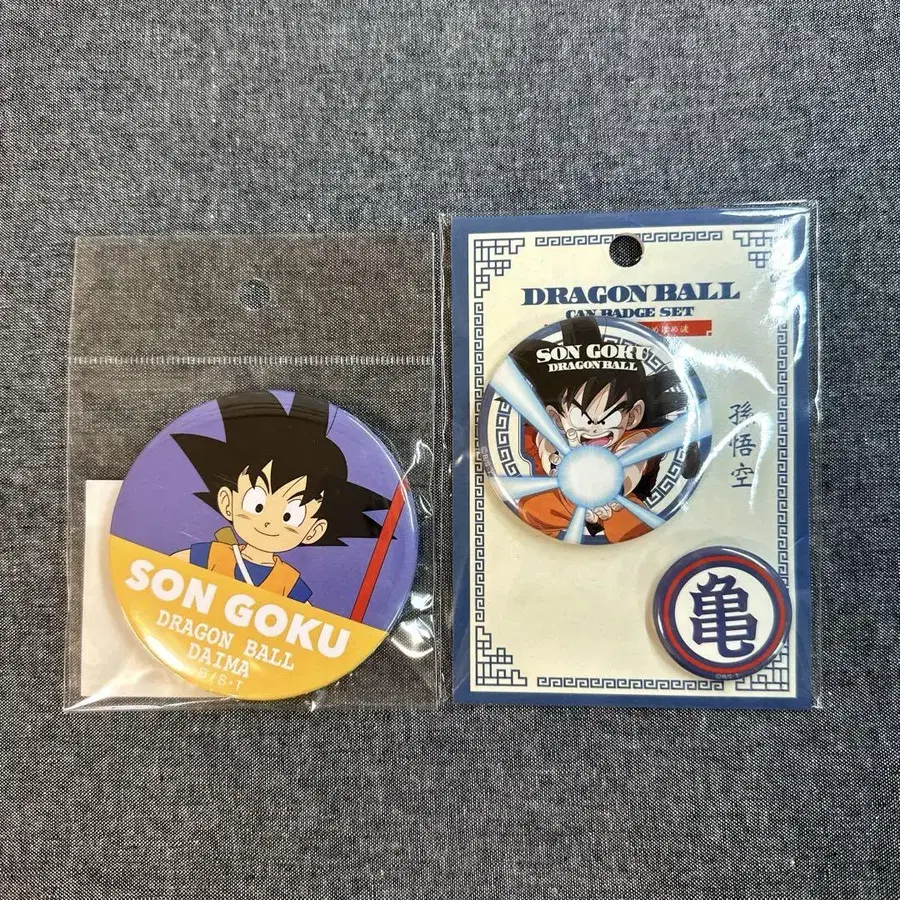 SON GOKU
DRAGON BALL
DAIMA
B/S・T
DRAGON BALL
CAN BADGE SET
SON GOKU
DRAGON BALL
孫悟空
亀